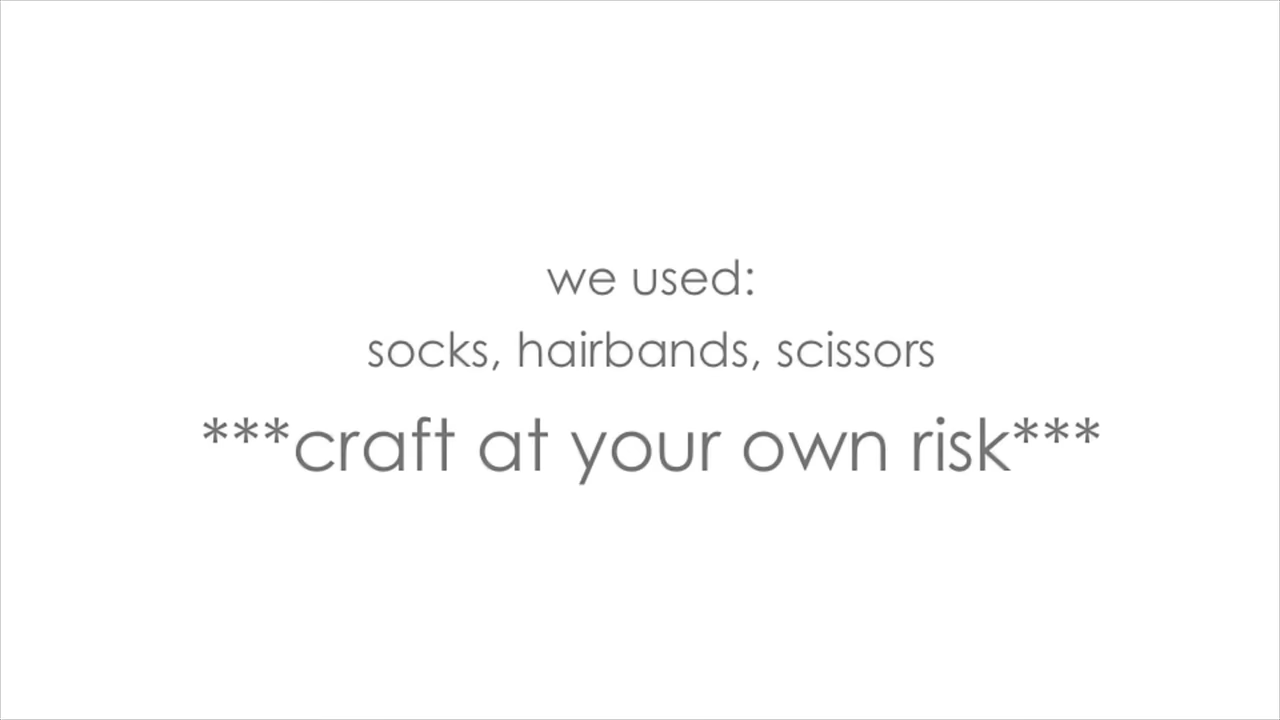 we used:
socks, hairbands, scissors
***craft at your own risk***